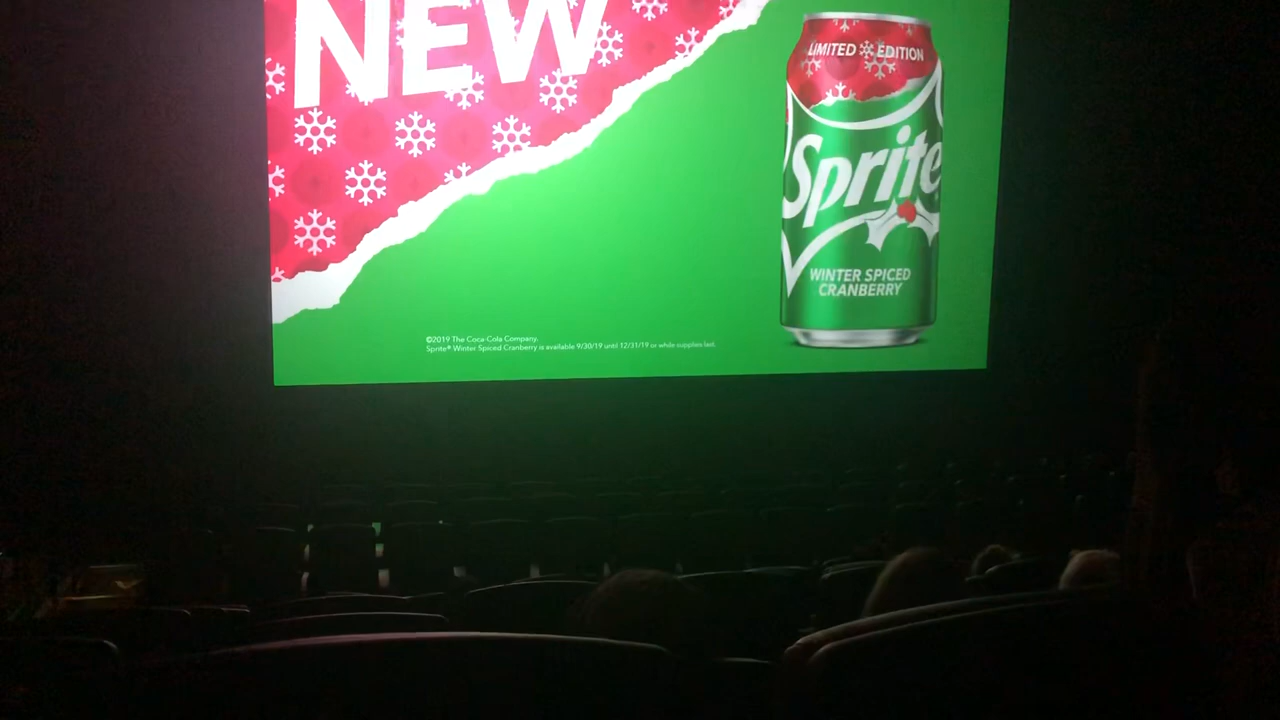 NEW
LIMITED EDITION
Sprite
WINTER SPICED
CRANBERRY
©2019 The Coca-Cola Company.
Sprite® Winter Spiced Cranberry is available 9/30/19 until 12/31/19 or while supplies last.